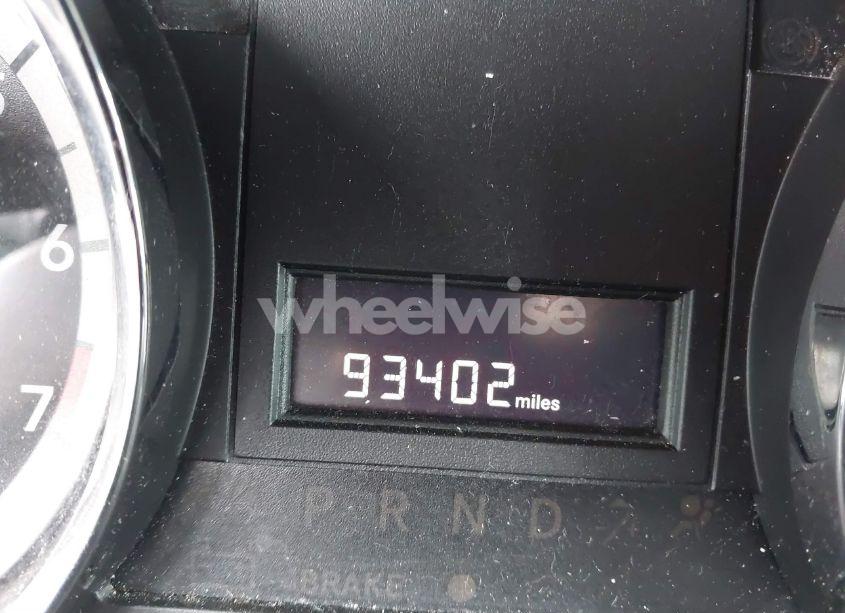 6
7
wheelwise
93402 miles
P R N D
BRAKE